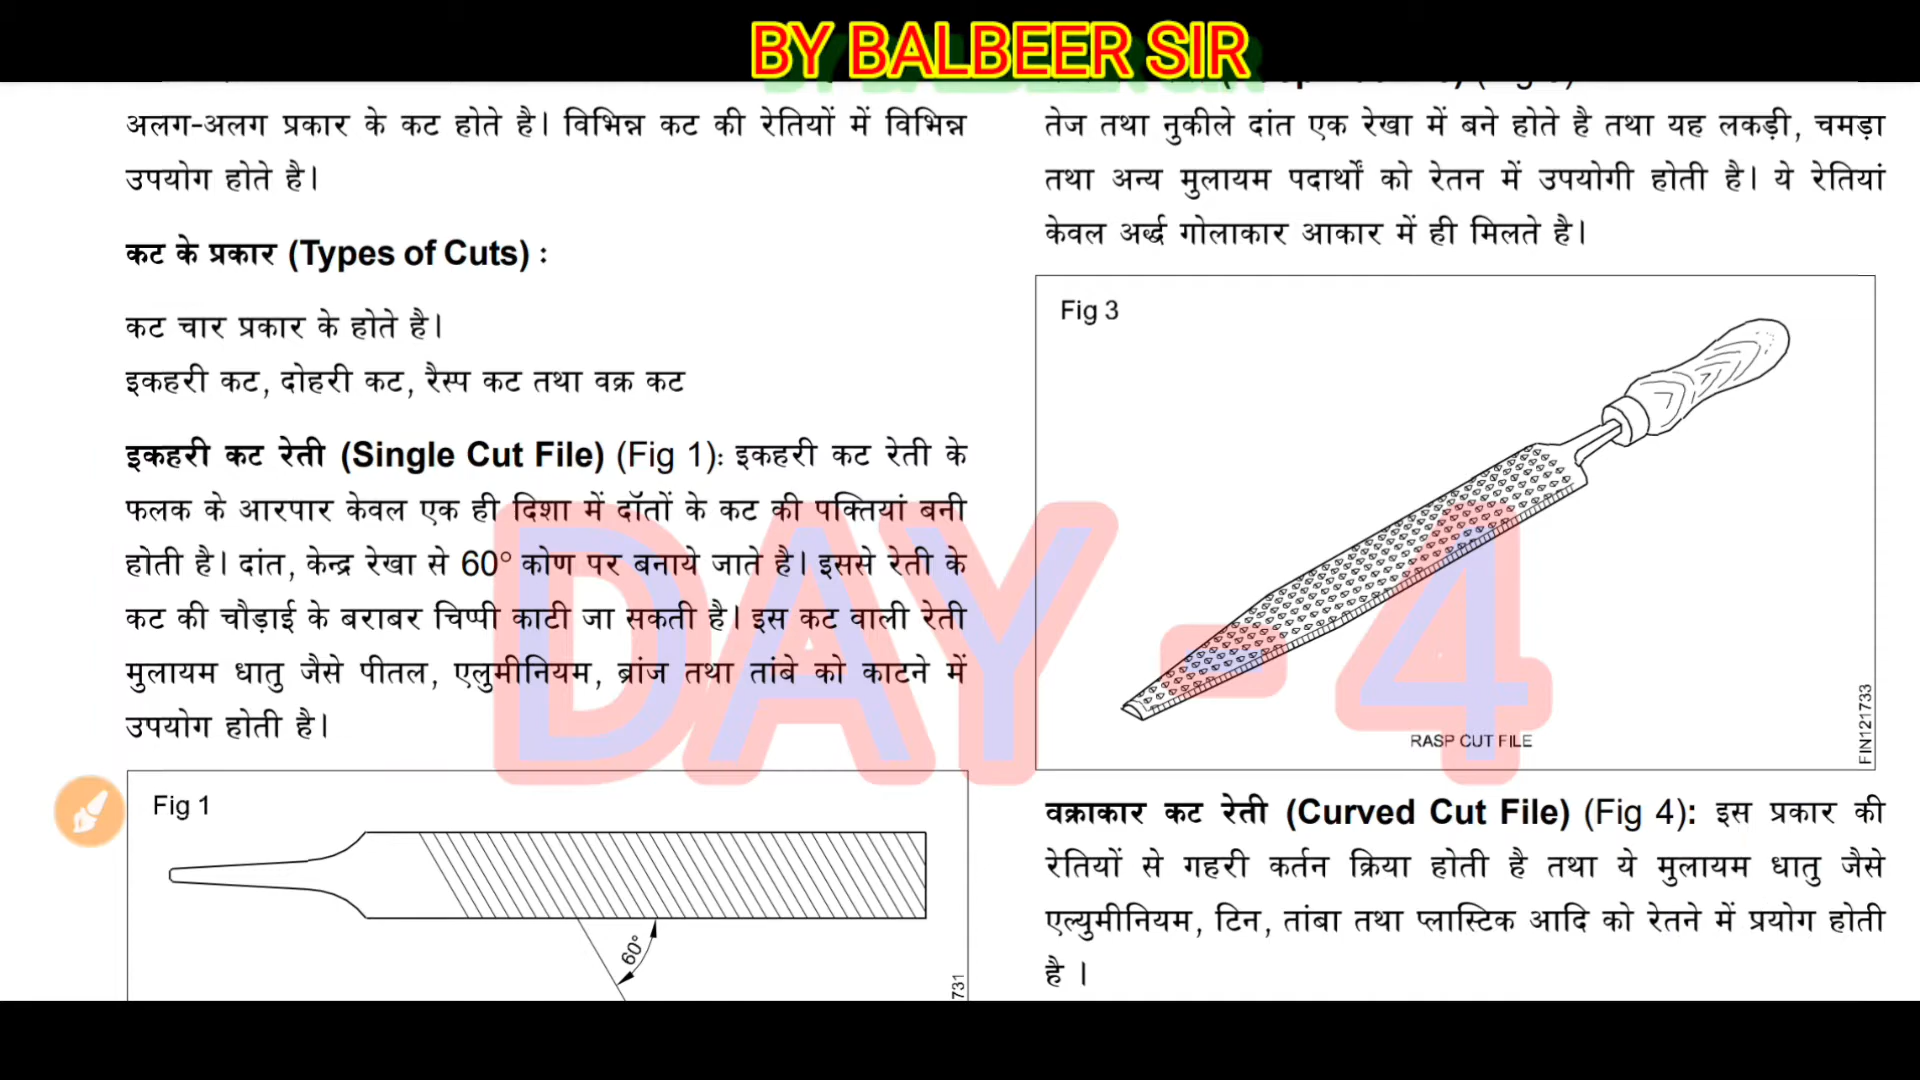 BY BALBEER SIR
अलग-अलग प्रकार के कट होते है। विभिन्न कट की रेतियों में विभिन्न
उपयोग होते है।
कट के प्रकार (Types of Cuts) :
कट चार प्रकार के होते है।
इकहरी कट, दोहरी कट, रैस्प कट तथा वक्र कट
इकहरी कट रेती (Single Cut File) (Fig 1): इकहरी कट रेती के
फलक के आरपार केवल एक ही दिशा में दॉतों के कट की पक्तियां बनी
होती है। दांत, केन्द्र रेखा से 60° कोण पर बनाये जाते है। इससे रेती के
कट की चौड़ाई के बराबर चिप्पी काटी जा सकती है। इस कट वाली रेती
मुलायम धातु जैसे पीतल, एलुमीनियम, ब्रांज तथा तांबे को काटने में
उपयोग होती है।
Fig 1
60°
731
तेज तथा नुकीले दांत एक रेखा में बने होते है तथा यह लकड़ी, चमड़ा
तथा अन्य मुलायम पदार्थों को रेतन में उपयोगी होती है। ये रेतियां
केवल अर्द्ध गोलाकार आकार में ही मिलते है।
Fig 3
RASP CUT FILE
FIN121733
वक्राकार कट रेती (Curved Cut File) (Fig 4): इस प्रकार की
रेतियों से गहरी कर्तन क्रिया होती है तथा ये मुलायम धातु जैसे
एल्युमीनियम, टिन, तांबा तथा प्लास्टिक आदि को रेतने में प्रयोग होती
है ।
DAY - 4